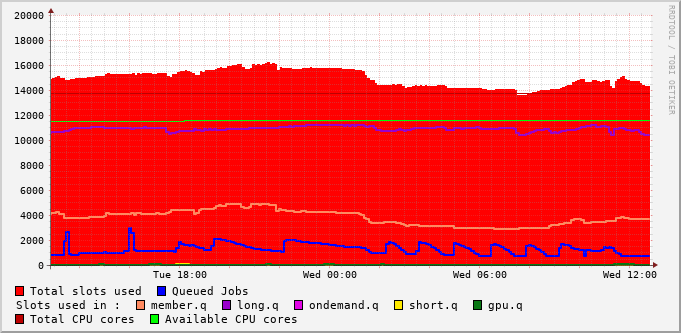 20000
18000
16000
14000
12000
10000
8000
6000
4000
2000
0
Tue 18:00 Wed 00:00 Wed 06:00 Wed 12:00
RRDTOOL / TOBI OETIKER
Total slots used Queued Jobs
Slots used in : member.q long.q ondemand.q short.q gpu.q
Total CPU cores Available CPU cores